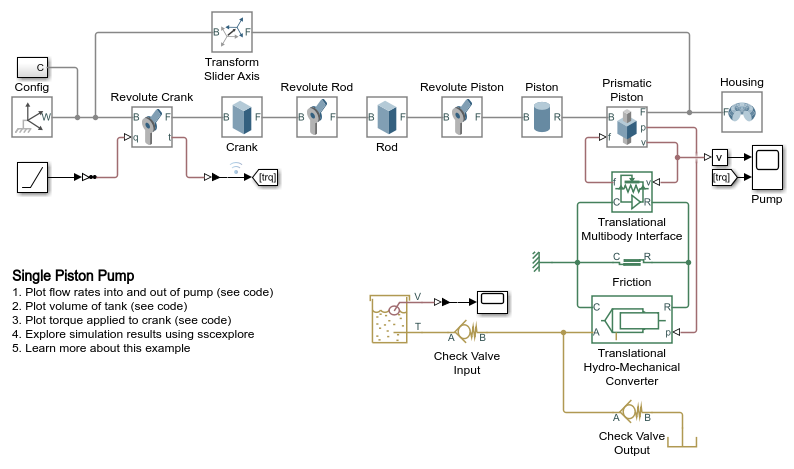 B F
Transform
Slider Axis
C
Config
W
Revolute Crank
B F
q t
B F
Crank
Revolute Rod
B F
B F
Rod
Revolute Piston
B F
Piston
B R
Prismatic
Piston
B F
p
f v
Housing
F
[trq]
v
[trq]
Pump
f v
C R
Translational
Multibody Interface
C R
Friction
Single Piston Pump
1. Plot flow rates into and out of pump (see code)
2. Plot volume of tank (see code)
3. Plot torque applied to crank (see code)
4. Explore simulation results using sscexplore
5. Learn more about this example
V
T
A B
Check Valve
Input
C R
A p
Translational
Hydro-Mechanical
Converter
A B
Check Valve
Output